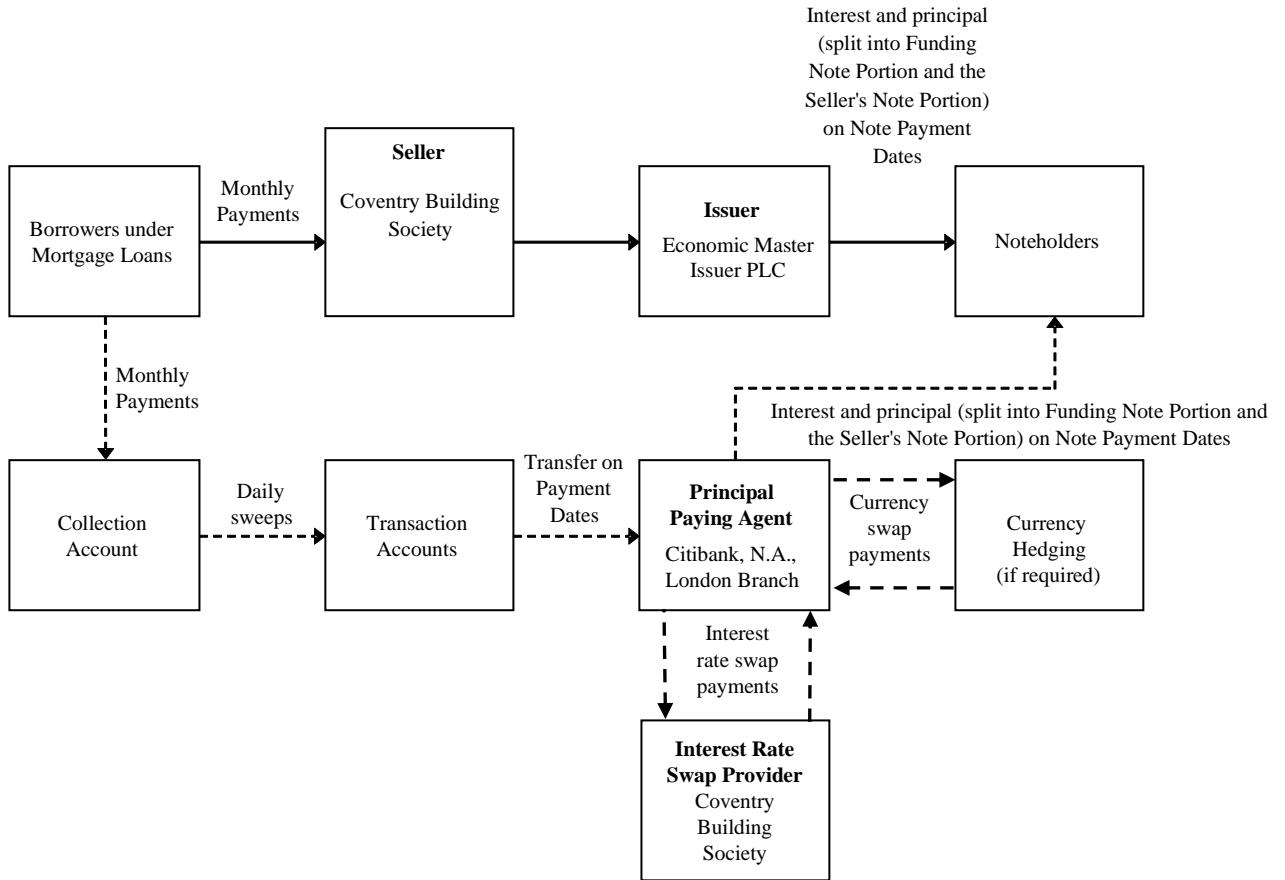 Interest and principal
(split into Funding
Note Portion and the
Seller's Note Portion)
on Note Payment
Dates
Borrowers under
Mortgage Loans
Monthly
Payments
Seller
Coventry Building
Society
Issuer
Economic Master
Issuer PLC
Noteholders
Monthly
Payments
Interest and principal (split into Funding Note Portion and
the Seller's Note Portion) on Note Payment Dates
Collection
Account
Daily
sweeps
Transaction
Accounts
Transfer on
Payment
Dates
Principal
Paying Agent
Citibank, N.A.,
London Branch
Currency
swap
payments
Currency
Hedging
(if required)
Interest
rate swap
payments
Interest Rate
Swap Provider
Coventry
Building
Society